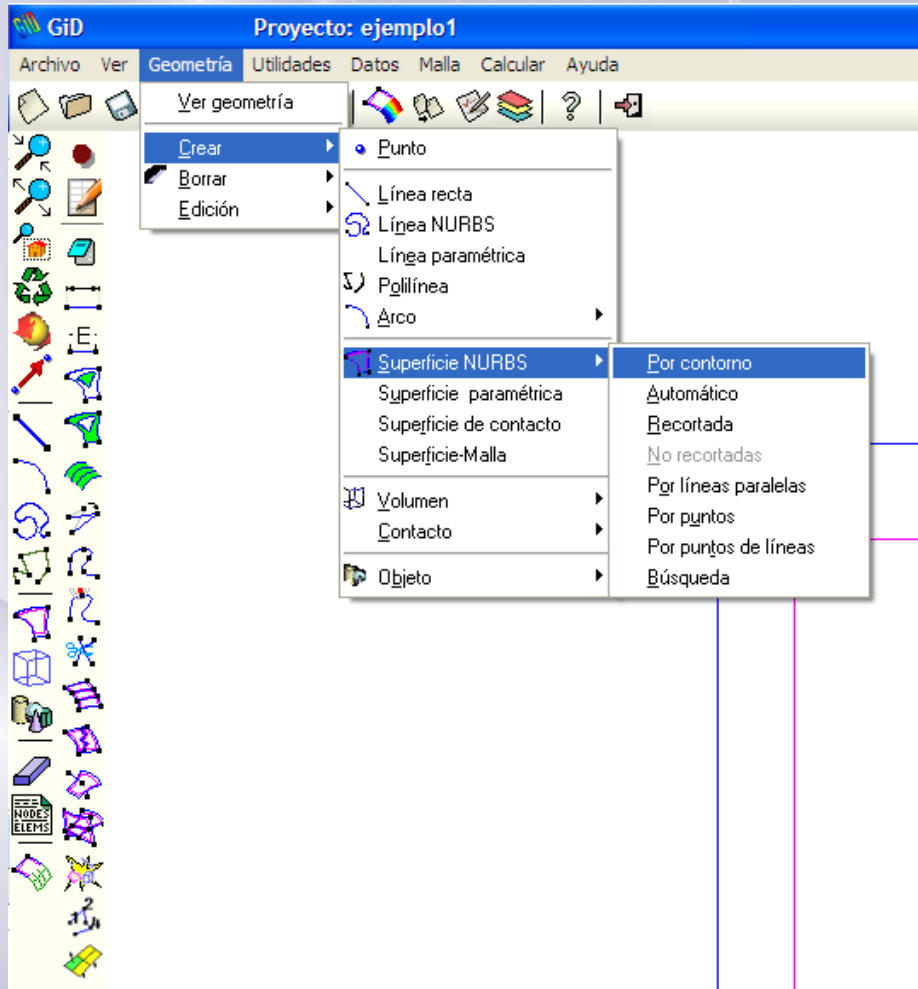 GiD Proyecto: ejemplo1
Archivo Ver Geometría Utilidades Datos Malla Calcular Ayuda
Ver geometría
Crear
Borrar
Edición
Punto
Línea recta
Línea NURBS
Línea paramétrica
Polilínea
Arco
Superficie NURBS
Superficie paramétrica
Superficie de contacto
Superficie-Malla
Volumen
Contacto
Objeto
Por contorno
Automático
Recortada
No recortadas
Por líneas paralelas
Por puntos
Por puntos de líneas
Búsqueda
:E:
NODES
ELEMS